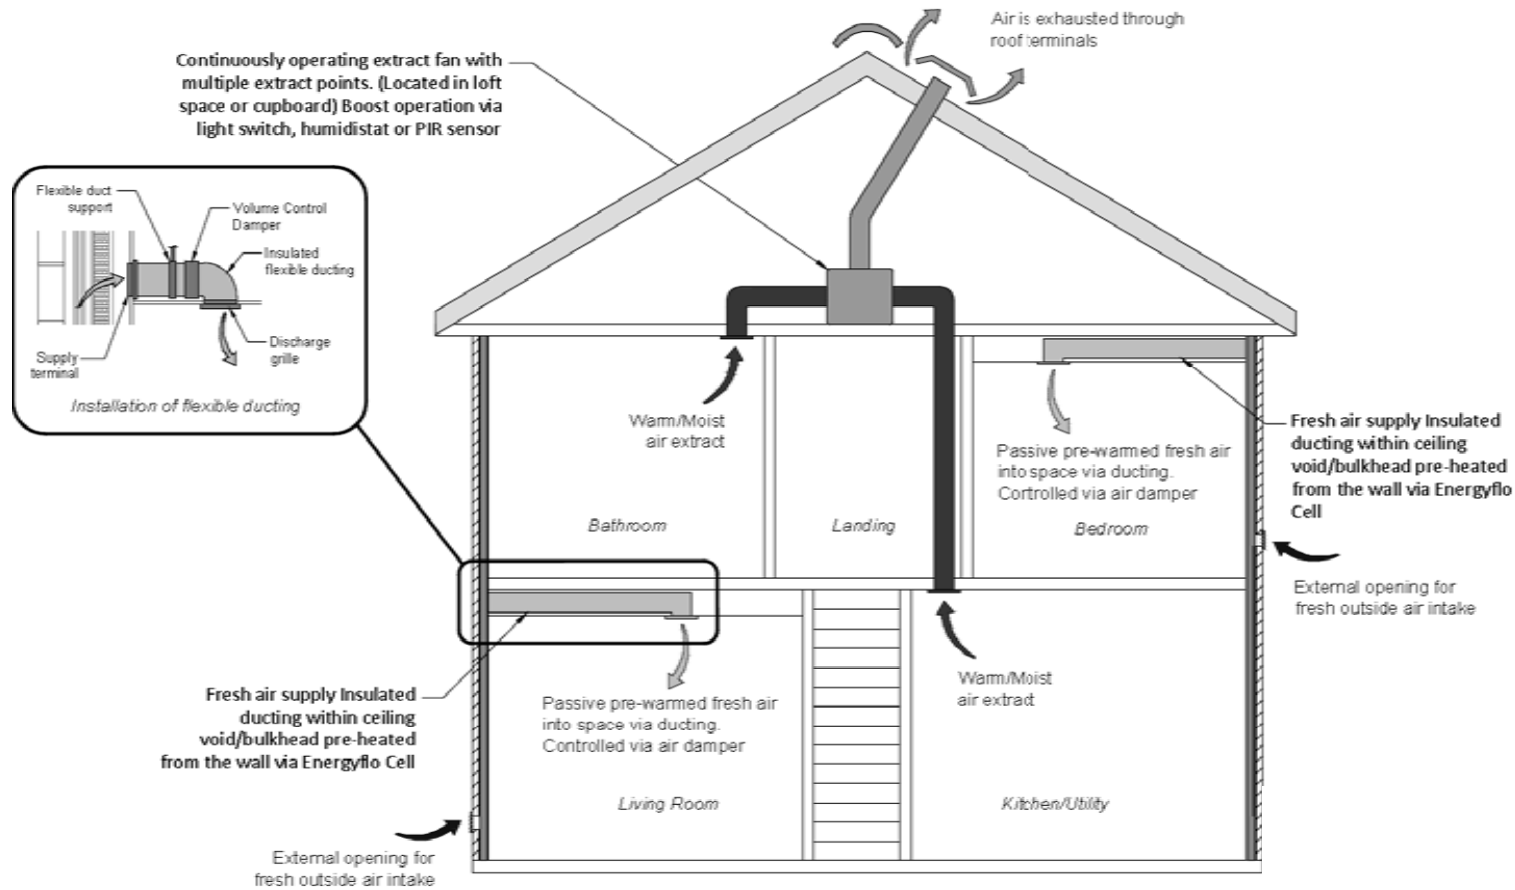 Air is exhausted through
roof terminals
Continuously operating extract fan with
multiple extract points. (Located in loft
space or cupboard) Boost operation via
light switch, humidistat or PIR sensor
Flexible duct
support
Volume Control
Damper
Insulated
flexible ducting
Supply
terminal
Discharge
grille
Installation of flexible ducting
Warm/Moist
air extract
Passive pre-warmed fresh air
into space via ducting.
Controlled via air damper
Fresh air supply Insulated
ducting within ceiling
void/bulkhead pre-heated
from the wall via Energyflo
Cell
Bathroom
Landing
Bedroom
External opening for
fresh outside air intake
Warm/Moist
air extract
Fresh air supply Insulated
ducting within ceiling
void/bulkhead pre-heated
from the wall via Energyflo Cell
Passive pre-warmed fresh air
into space via ducting.
Controlled via air damper
Living Room
Kitchen/Utility
External opening for
fresh outside air intake